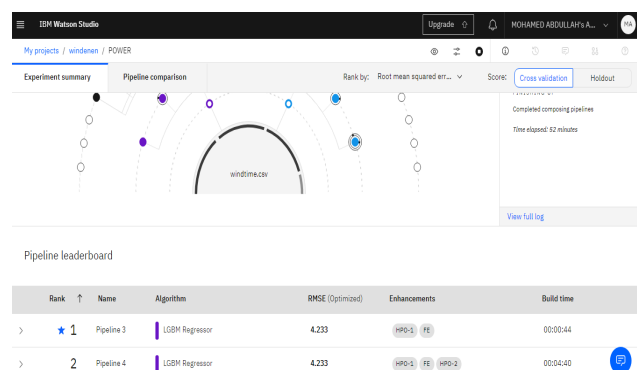 IBM Watson Studio
Upgrade
MOHAMED ABDULLAH's A...
MA
My projects / windenen / POWER
Experiment summary
Pipeline comparison
Rank by: Root mean squared err...
Score: Cross validation Holdout
Completed composing pipelines
Time elapsed: 52 minutes
windtime.csv
View full log
Pipeline leaderboard
Rank ↑ Name Algorithm RMSE (Optimized) Enhancements Build time
1 Pipeline 3 LGBM Regressor 4.233 HPO-1 FE 00:00:44
2 Pipeline 4 LGBM Regressor 4.233 HPO-1 FE HPO-2 00:04:40